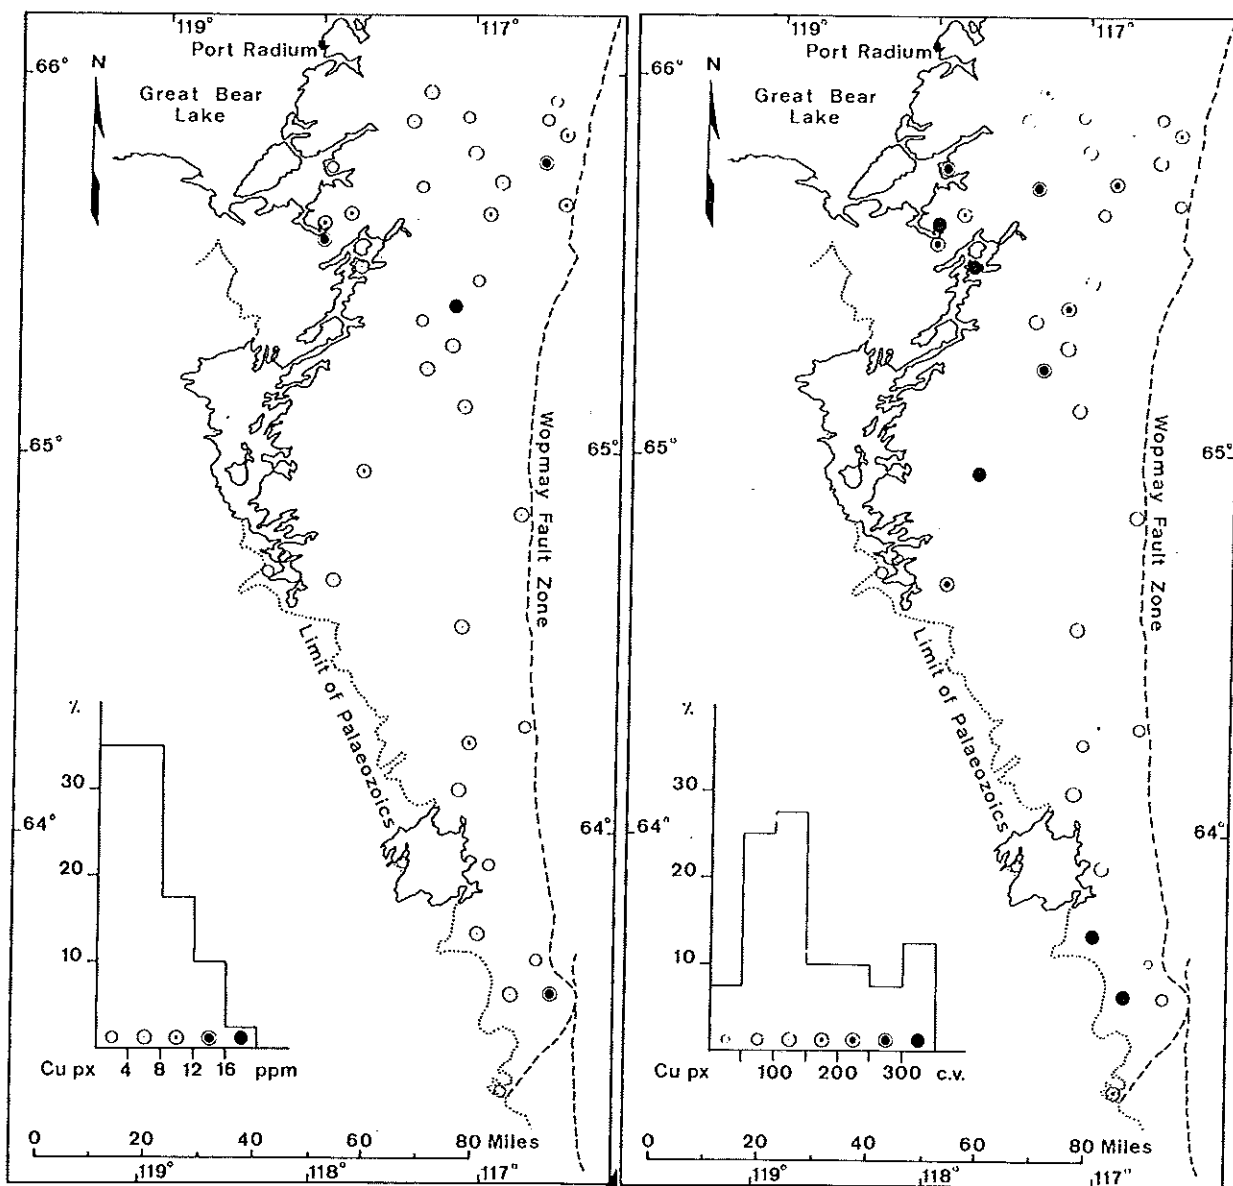 119°
117°
Port Radium
66°
N
Great Bear
Lake
65°
65°
Wopmay Fault Zone
Limit of Palaeozoics
%
30
20
10
64°
64°
Cu px 4 8 12 16 ppm
0 20 40 60 80 Miles
119° 118° 117°
119°
117°
Port Radium
66°
N
Great Bear
Lake
65°
65°
Wopmay Fault Zone
Limit of Palaeozoics
%
30
20
10
64°
64°
Cu px 100 200 300 c.v.
0 20 40 60 80 Miles
119° 118° 117°